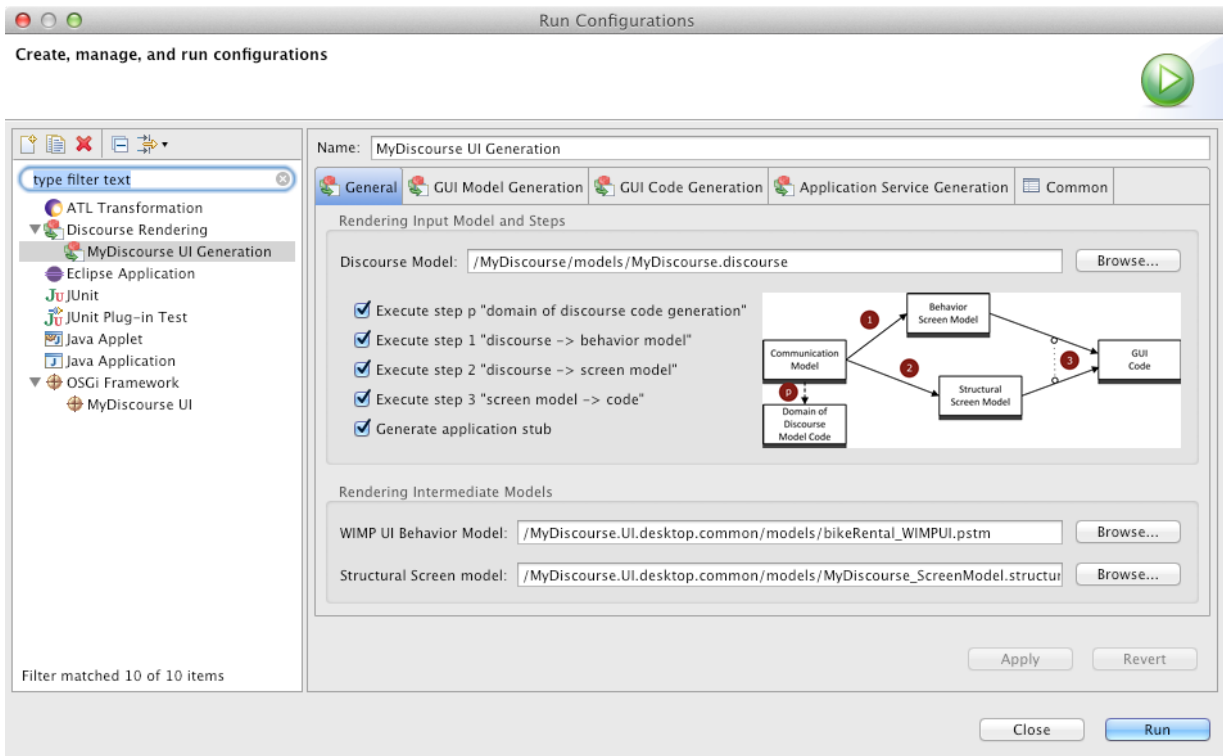 Run Configurations
Create, manage, and run configurations
type filter text
ATL Transformation
Discourse Rendering
MyDiscourse UI Generation
Eclipse Application
JUnit
JUnit Plug-in Test
Java Applet
Java Application
OSGi Framework
MyDiscourse UI
Filter matched 10 of 10 items
Name: MyDiscourse UI Generation
General GUI Model Generation GUI Code Generation Application Service Generation Common
Rendering Input Model and Steps
Discourse Model: /MyDiscourse/models/MyDiscourse.discourse Browse...
Execute step p "domain of discourse code generation"
Execute step 1 "discourse -> behavior model"
Execute step 2 "discourse -> screen model"
Execute step 3 "screen model -> code"
Generate application stub
Behavior
Screen Model
1
Communication
Model
2
3
GUI
Code
Structural
Screen Model
p
Domain of
Discourse
Model Code
Rendering Intermediate Models
WIMP UI Behavior Model: /MyDiscourse.UI.desktop.common/models/bikeRental_WIMPUI.pstm Browse...
Structural Screen model: /MyDiscourse.UI.desktop.common/models/MyDiscourse_ScreenModel.structur Browse...
Apply Revert
Close Run